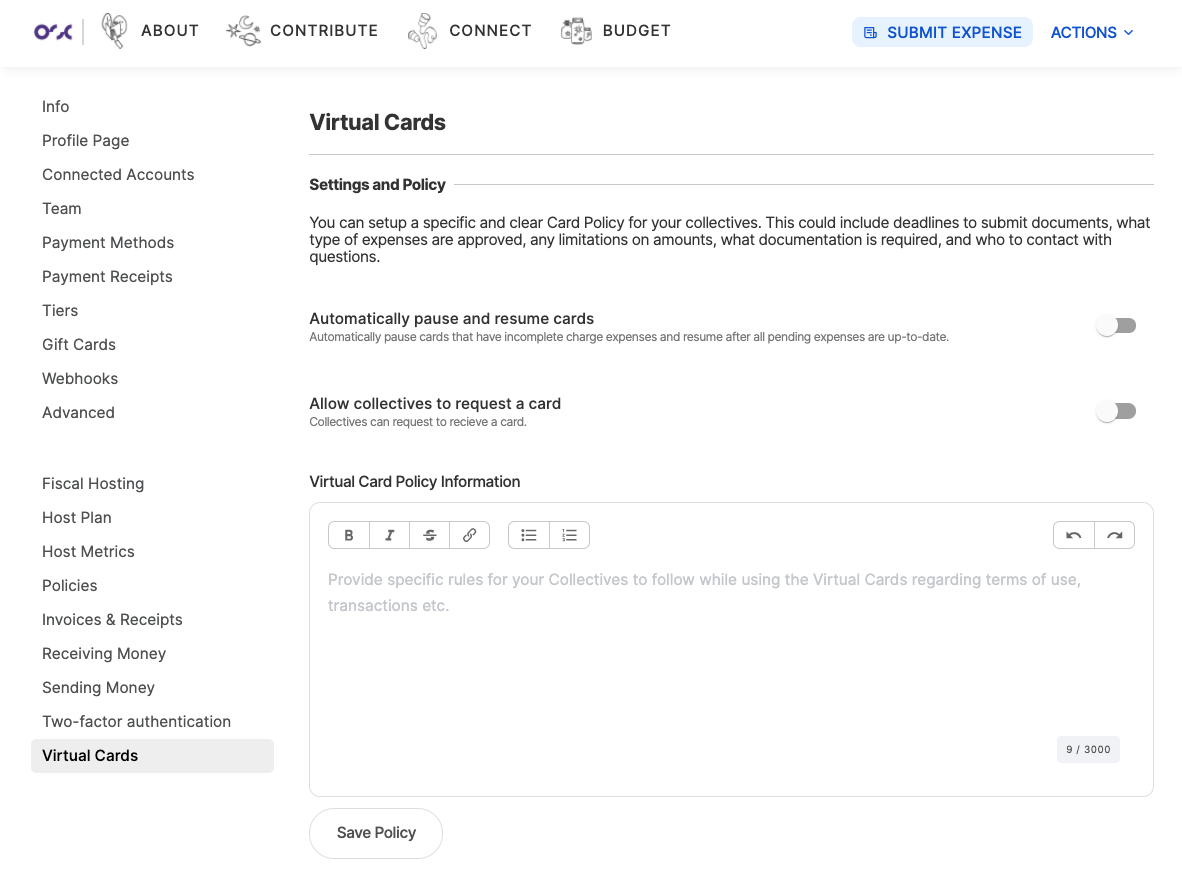 ABOUT
CONTRIBUTE
CONNECT
BUDGET
SUBMIT EXPENSE
ACTIONS
Info
Profile Page
Connected Accounts
Team
Payment Methods
Payment Receipts
Tiers
Gift Cards
Webhooks
Advanced
Fiscal Hosting
Host Plan
Host Metrics
Policies
Invoices & Receipts
Receiving Money
Sending Money
Two-factor authentication
Virtual Cards
Virtual Cards
Settings and Policy
You can setup a specific and clear Card Policy for your collectives. This could include deadlines to submit documents, what
type of expenses are approved, any limitations on amounts, what documentation is required, and who to contact with
questions.
Automatically pause and resume cards
Automatically pause cards that have incomplete charge expenses and resume after all pending expenses are up-to-date.
Allow collectives to request a card
Collectives can request to recieve a card.
Virtual Card Policy Information
B I S
Provide specific rules for your Collectives to follow while using the Virtual Cards regarding terms of use,
transactions etc.
9 / 3000
Save Policy